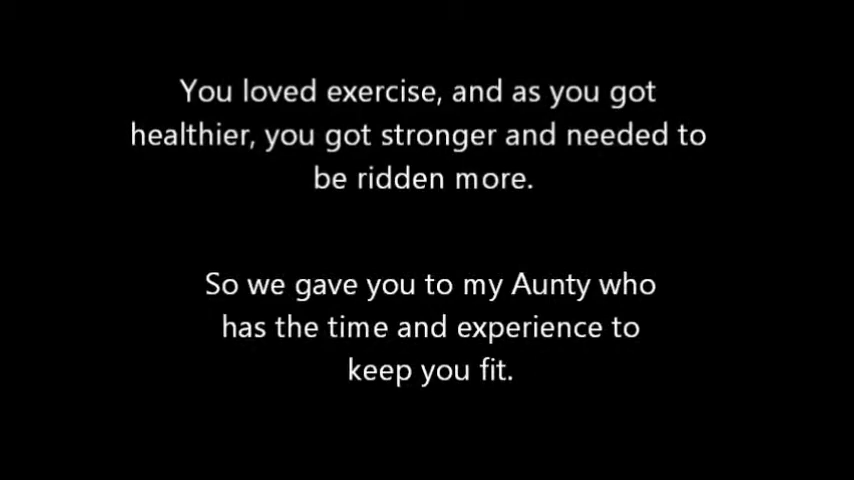 You loved exercise, and as you got
healthier, you got stronger and needed to
be ridden more.
So we gave you to my Aunty who
has the time and experience to
keep you fit.